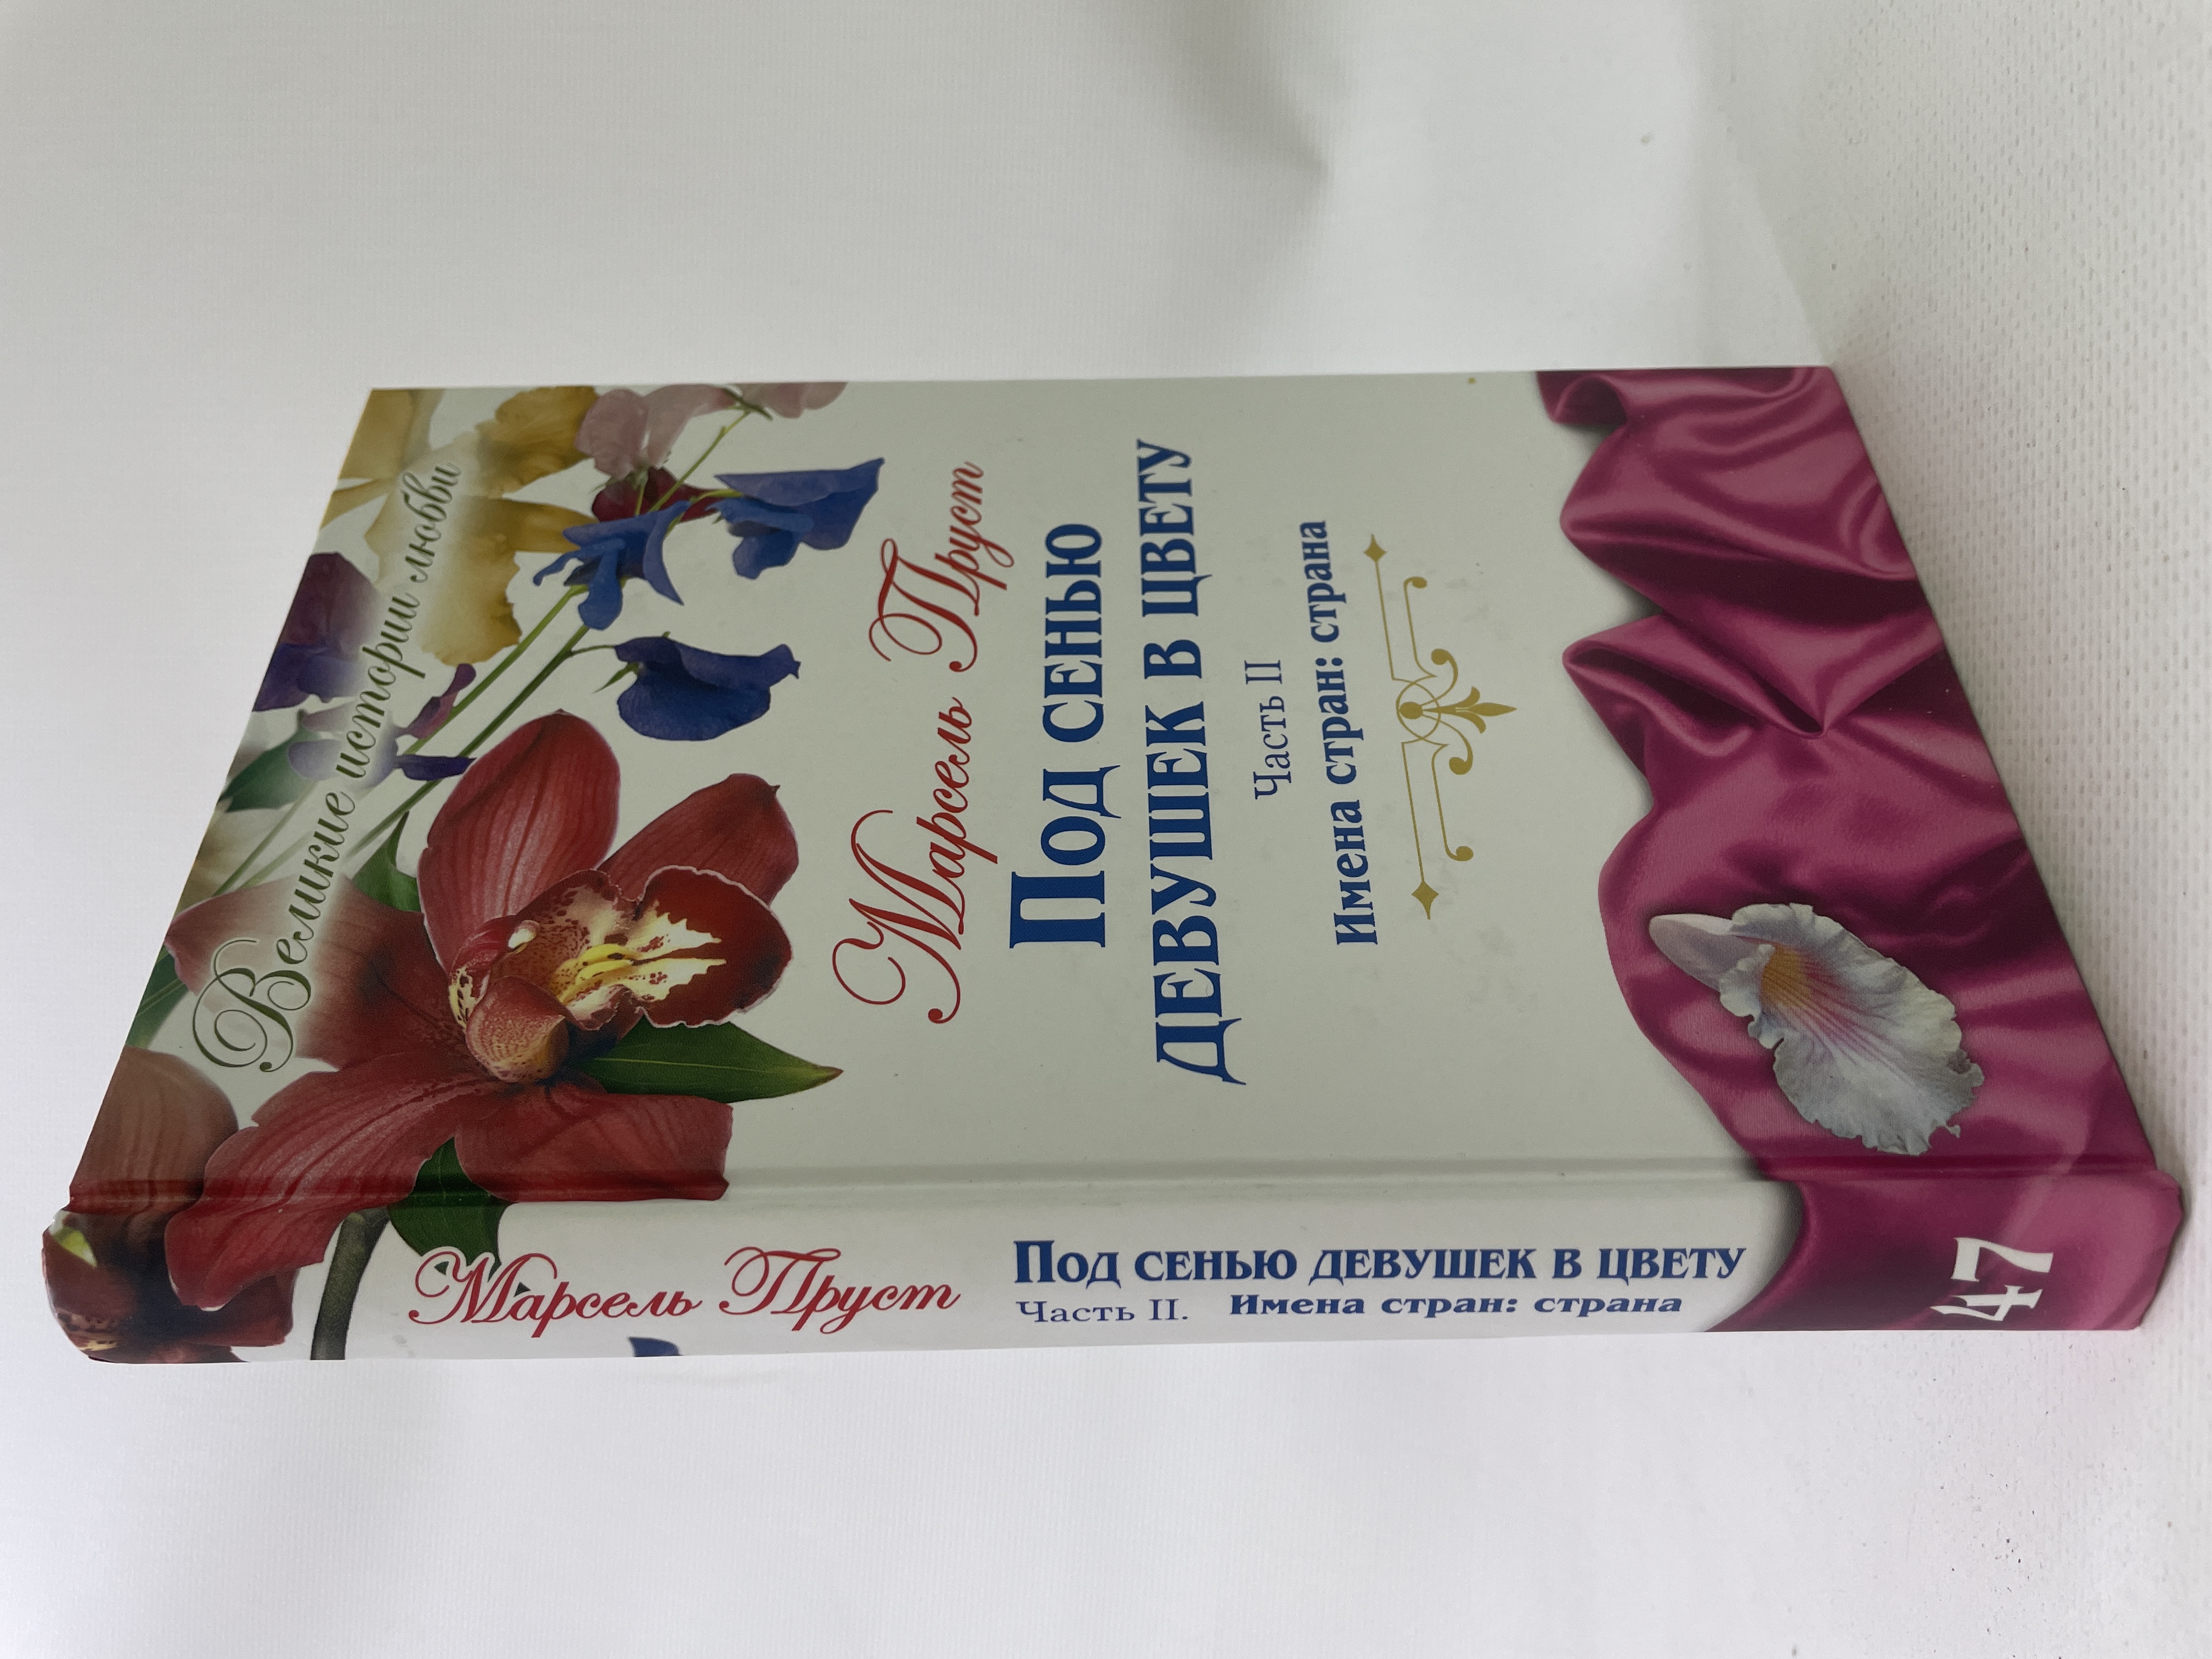 Великие истории любви
Марсель Пруст
Под сенью
девушек в цвету
Часть II
Имена стран: страна
Марсель Пруст
Под сенью девушек в цвету
Часть II. Имена стран: страна
47